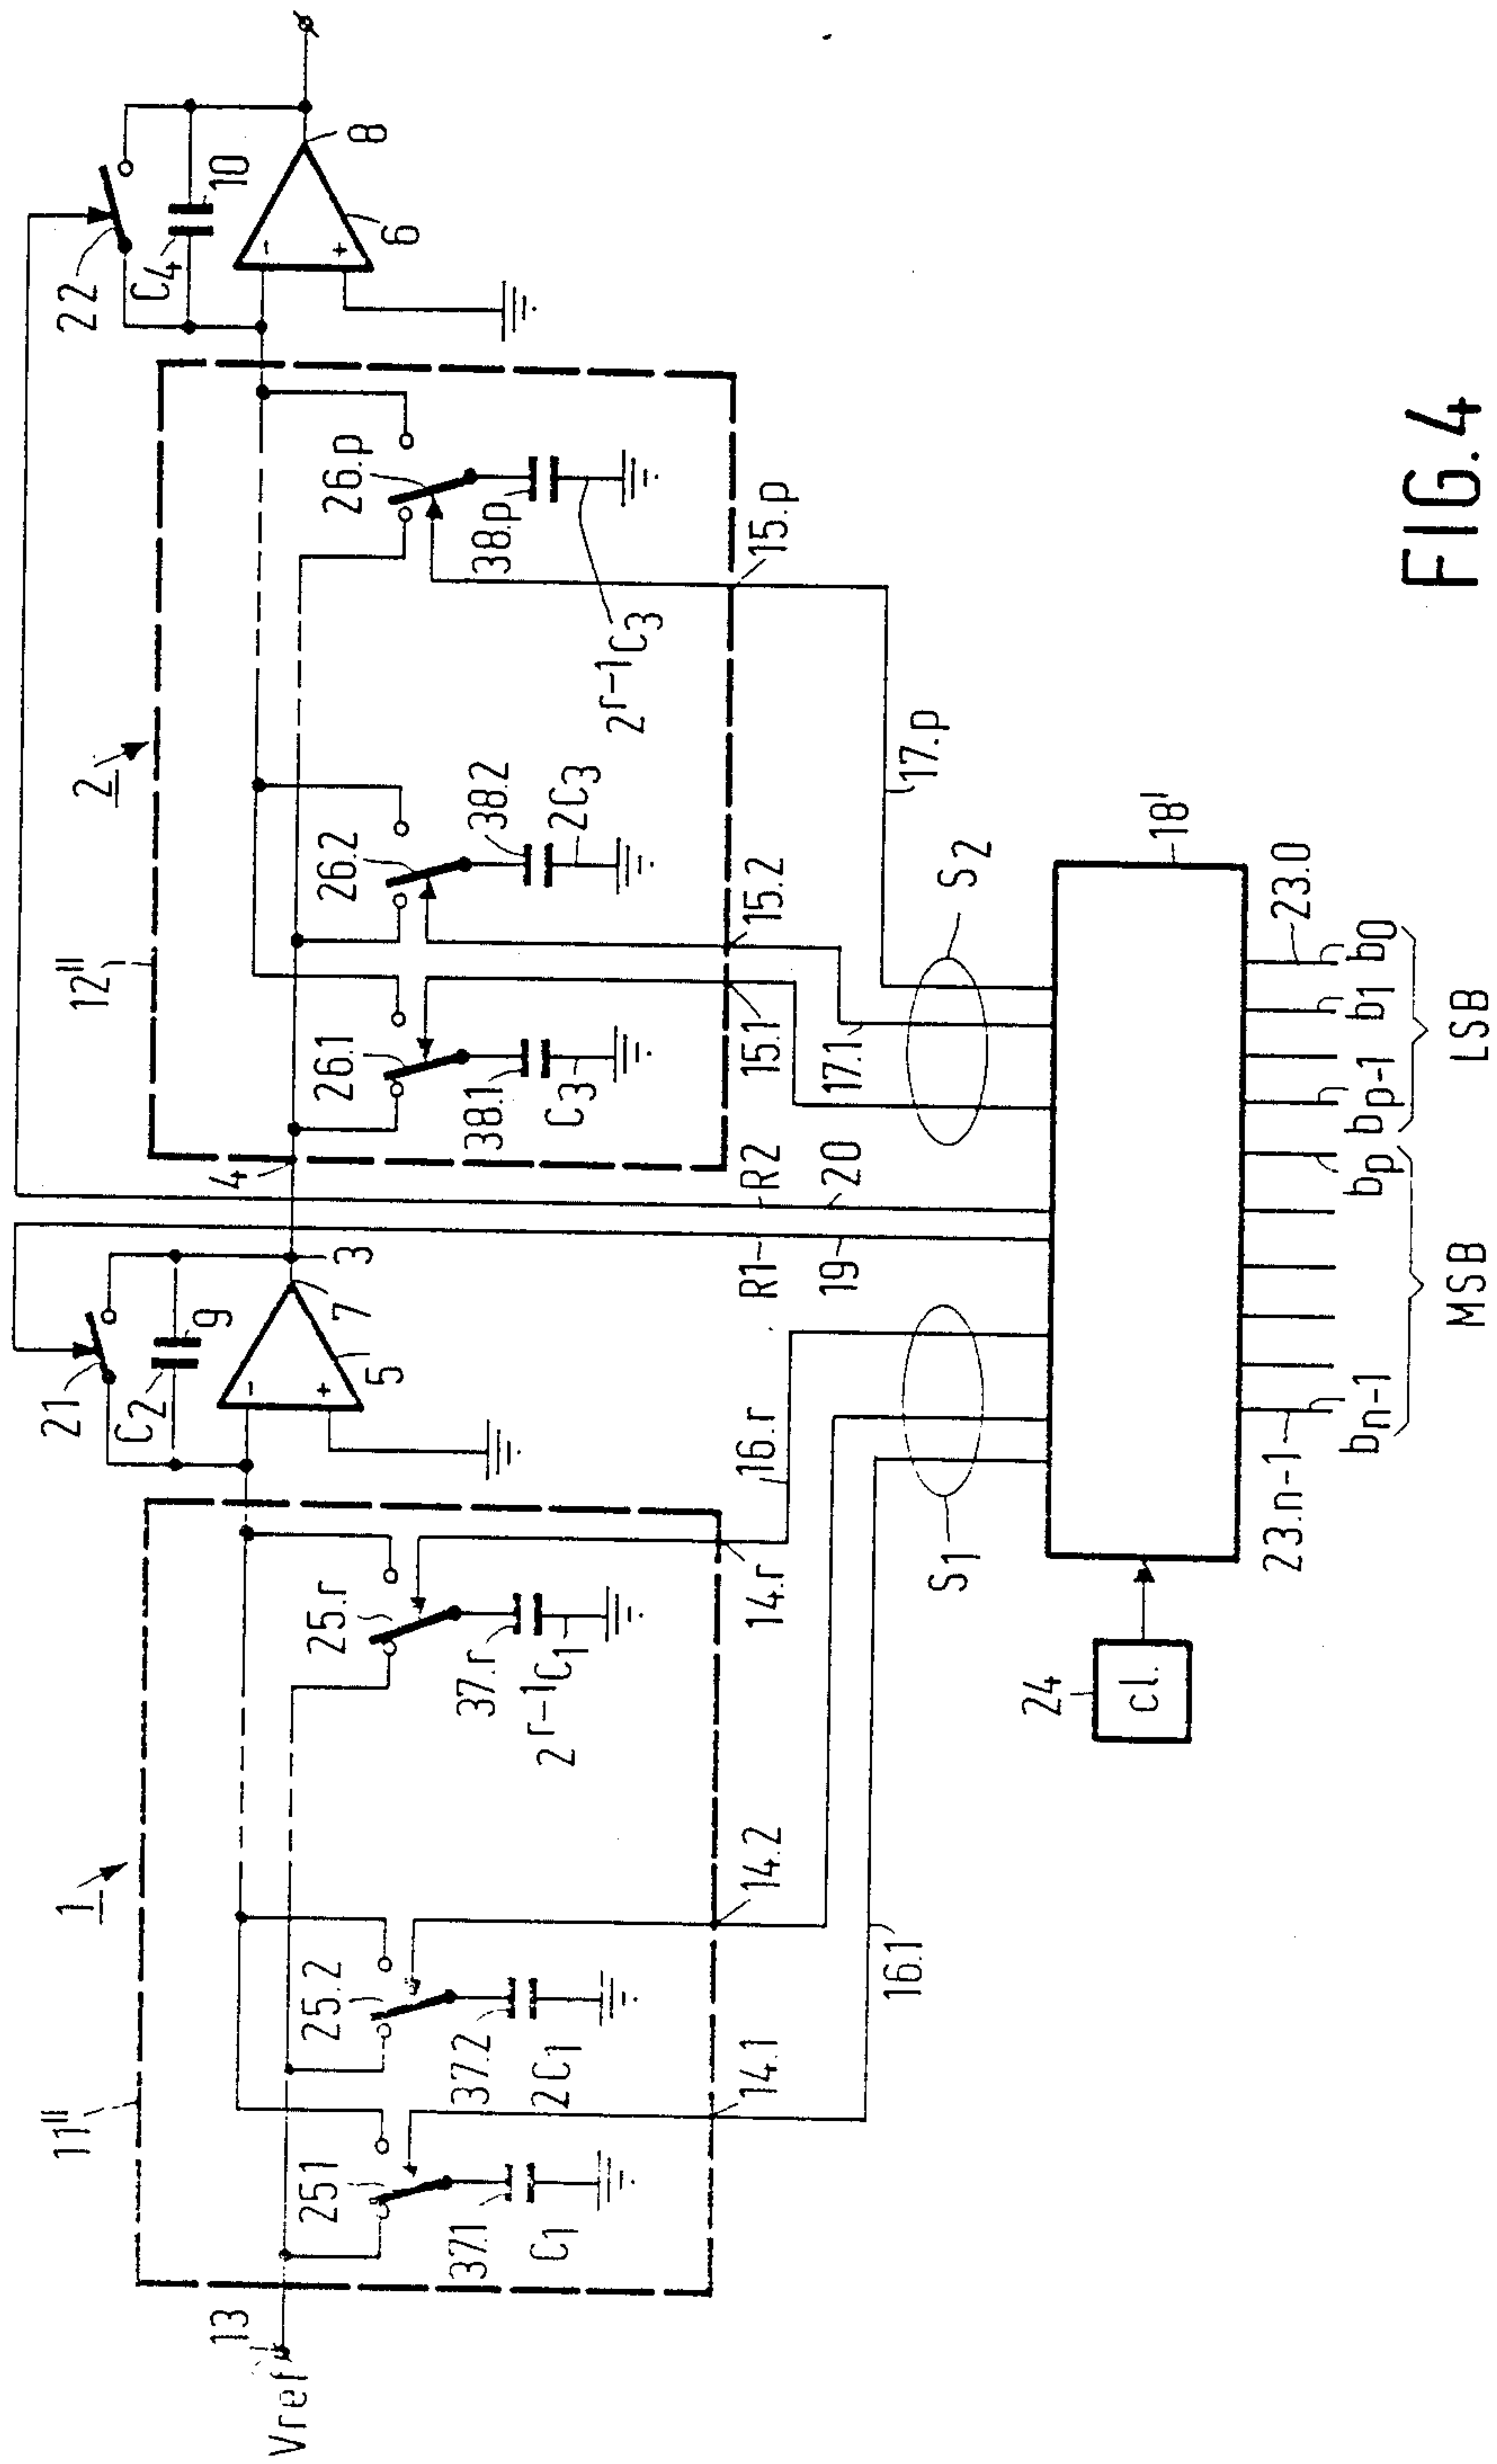 1
2
11"
12"
Vref
13
25.1
37.1
C1
25.2
37.2
2C1
25.r
37.r
2^r-1C1
14.1
14.2
14.r
21
C2
9
5
7
3
4
26.1
38.1
C3
26.2
38.2
2C3
26.p
38.p
2^r-1C3
15.1
15.2
15.p
22
C4
10
6
8
- +
- +
16.1
16.r
R1
19
R2
20
17.1
17.p
S1
S2
24
cl.
18'
23.n-1
23.0
bn-1
bp
bp-1
b1
b0
MSB
LSB
FIG. 4